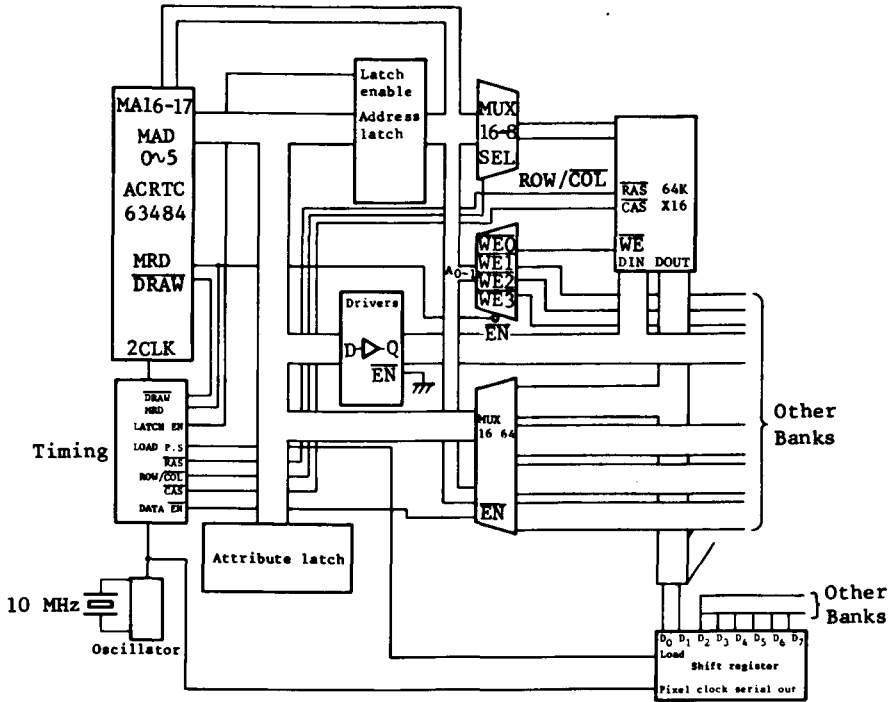 MA16-17
MAD
0~5
ACRTC
63484
MRD
DRAW
2CLK
Latch
enable
Address
latch
MUX
16-8
SEL
ROW/COL
RAS 64K
CAS X16
WE
DIN DOUT
A0-1
WE0
WE1
WE2
WE3
EN
Drivers
D Q
EN
MUX
16 64
EN
Other
Banks
Timing
DRAW
MRD
LATCH EN
LOAD P.S
RAS
ROW/COL
CAS
DATA EN
Attribute latch
10 MHz
Oscillator
Other
Banks
D0 D1 D2 D3 D4 D5 D6 D7
Load
Shift register
Pixel clock serial out